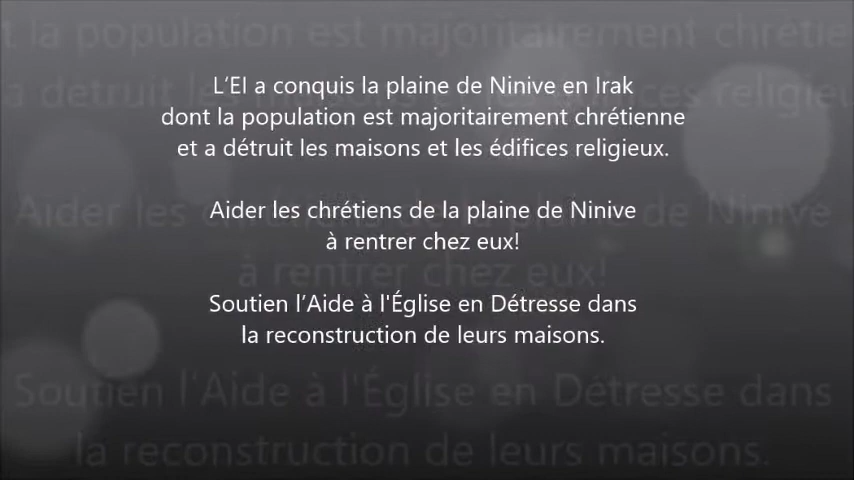 L’EI a conquis la plaine de Ninive en Irak
dont la population est majoritairement chrétienne
et a détruit les maisons et les édifices religieux.
Aider les chrétiens de la plaine de Ninive
à rentrer chez eux!
Soutien l’Aide à l'Église en Détresse dans
la reconstruction de leurs maisons.